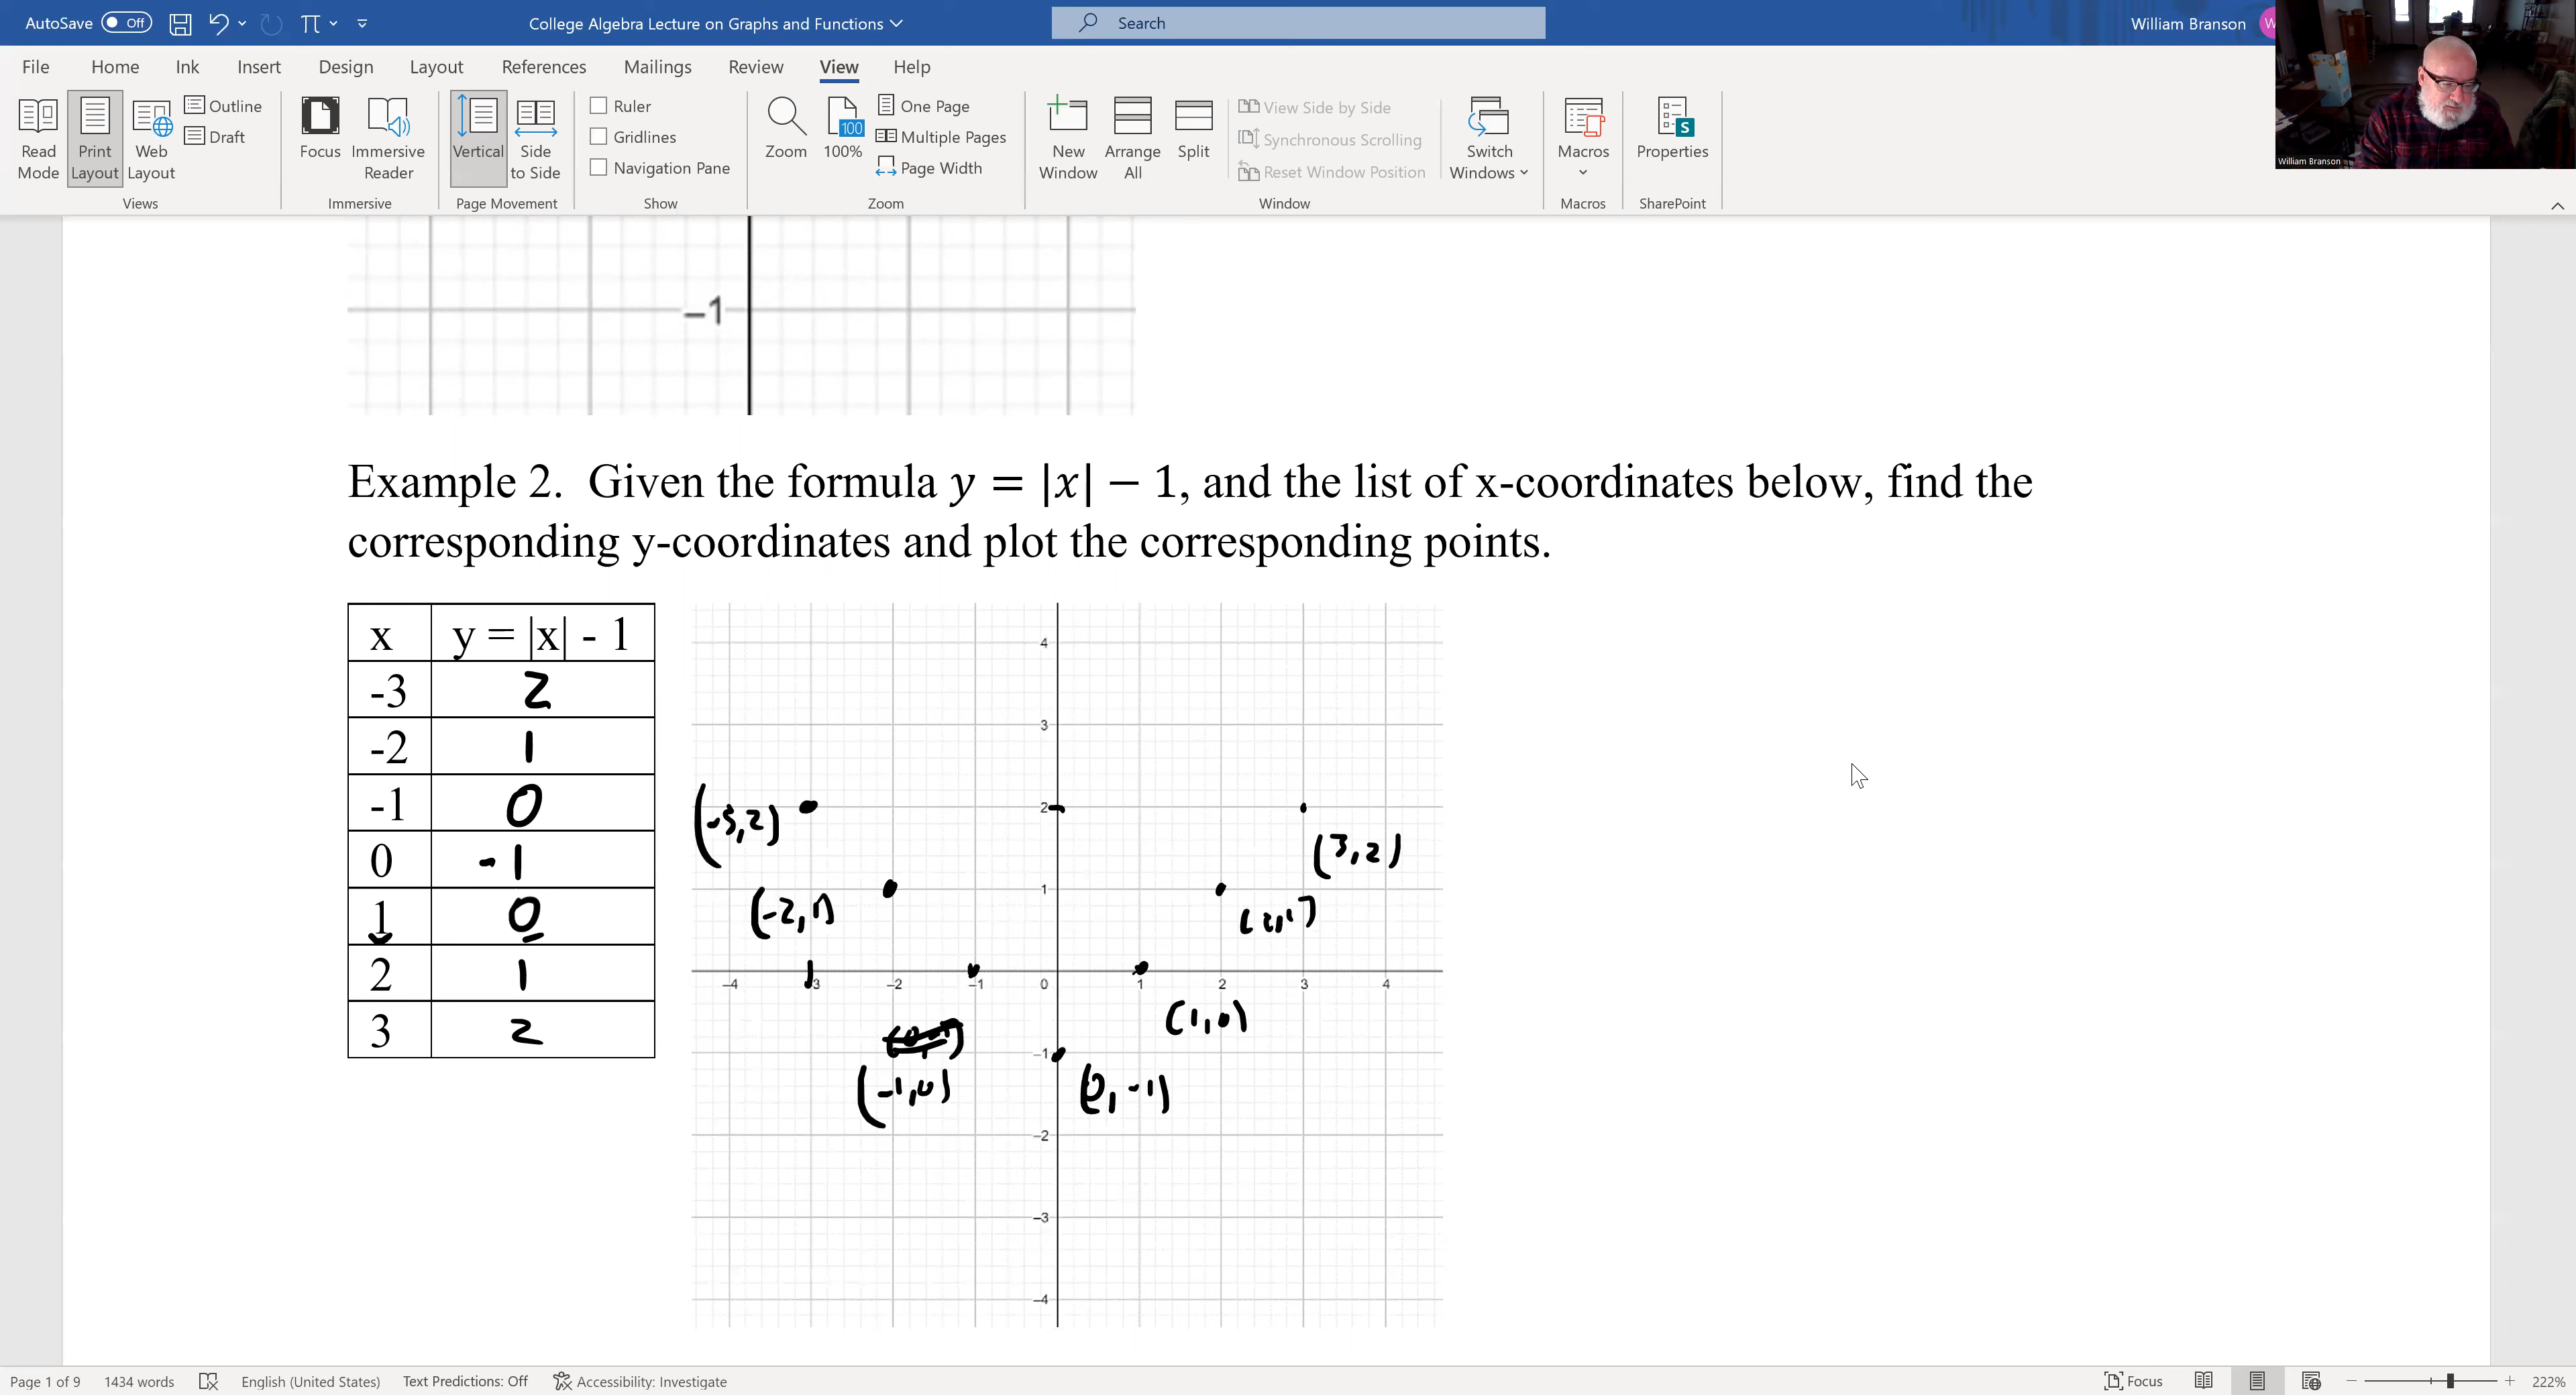 AutoSave Off
College Algebra Lecture on Graphs and Functions
Search
William Branson
W
File Home Ink Insert Design Layout References Mailings Review View Help
Read Mode
Print Layout
Web Layout
Outline
Draft
Views
Focus
Immersive Reader
Immersive
Vertical
Side to Side
Page Movement
Ruler
Gridlines
Navigation Pane
Show
Zoom
100
100%
One Page
Multiple Pages
Page Width
Zoom
New Window
Arrange All
Split
View Side by Side
Synchronous Scrolling
Reset Window Position
Switch Windows
Window
Macros
Macros
S
Properties
SharePoint
William Branson
–1
Example 2. Given the formula y = |x| − 1, and the list of x-coordinates below, find the
corresponding y-coordinates and plot the corresponding points.
x y = |x| - 1
-3 2
-2 1
-1 0
0 -1
1 0
2 1
3 2
4
3
2
1
–4 –3 –2 –1 0 1 2 3 4
–1
–2
–3
–4
(-3,2)
(3,2)
(-2,1)
(2,1)
(1,0)
(-1,0)
(0,-1)
Page 1 of 9 1434 words English (United States) Text Predictions: Off Accessibility: Investigate Focus 222%